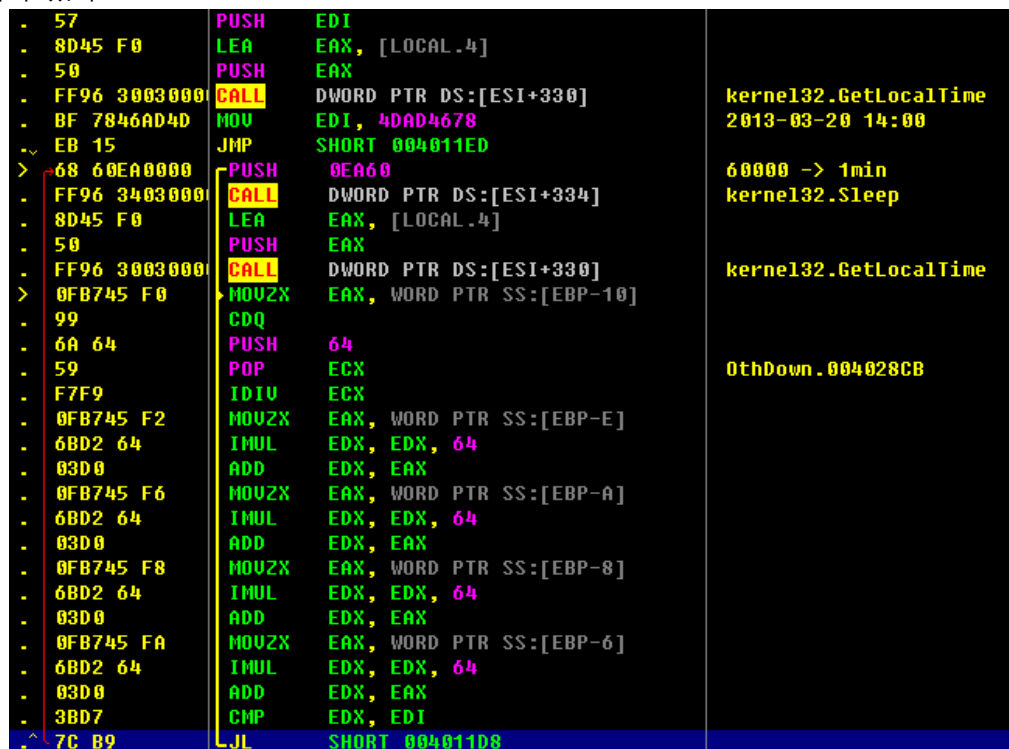 . 57 PUSH EDI
. 8D45 F0 LEA EAX, [LOCAL.4]
. 50 PUSH EAX
. FF96 3003000 CALL DWORD PTR DS:[ESI+330] kernel32.GetLocalTime
. BF 7846AD4D MOV EDI, 4DAD4678 2013-03-20 14:00
. EB 15 JMP SHORT 004011ED
> 68 60EA0000 PUSH 0EA60 60000 -> 1min
. FF96 3403000 CALL DWORD PTR DS:[ESI+334] kernel32.Sleep
. 8D45 F0 LEA EAX, [LOCAL.4]
. 50 PUSH EAX
. FF96 3003000 CALL DWORD PTR DS:[ESI+330] kernel32.GetLocalTime
> 0FB745 F0 MOVZX EAX, WORD PTR SS:[EBP-10]
. 99 CDQ
. 6A 64 PUSH 64
. 59 POP ECX OthDown.004028CB
. F7F9 IDIV ECX
. 0FB745 F2 MOVZX EAX, WORD PTR SS:[EBP-E]
. 6BD2 64 IMUL EDX, EDX, 64
. 03D0 ADD EDX, EAX
. 0FB745 F6 MOVZX EAX, WORD PTR SS:[EBP-A]
. 6BD2 64 IMUL EDX, EDX, 64
. 03D0 ADD EDX, EAX
. 0FB745 F8 MOVZX EAX, WORD PTR SS:[EBP-8]
. 6BD2 64 IMUL EDX, EDX, 64
. 03D0 ADD EDX, EAX
. 0FB745 FA MOVZX EAX, WORD PTR SS:[EBP-6]
. 6BD2 64 IMUL EDX, EDX, 64
. 03D0 ADD EDX, EAX
. 3BD7 CMP EDX, EDI
.^ 7C B9 JL SHORT 004011D8